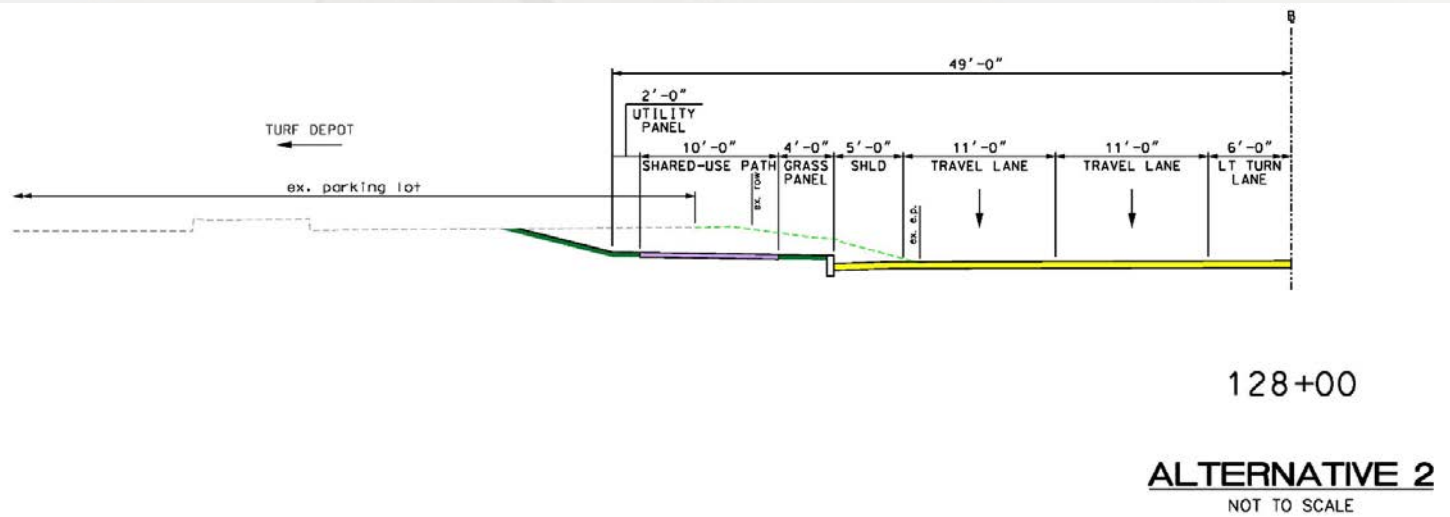 ℄
49'-0"
2'-0"
UTILITY
PANEL
TURF DEPOT
10'-0" 4'-0" 5'-0" 11'-0" 11'-0" 6'-0"
SHARED-USE PATH GRASS SHLD TRAVEL LANE TRAVEL LANE LT TURN
PANEL LANE
ex. parking lot
ex. row
ex. e.p.
128+00
ALTERNATIVE 2
NOT TO SCALE